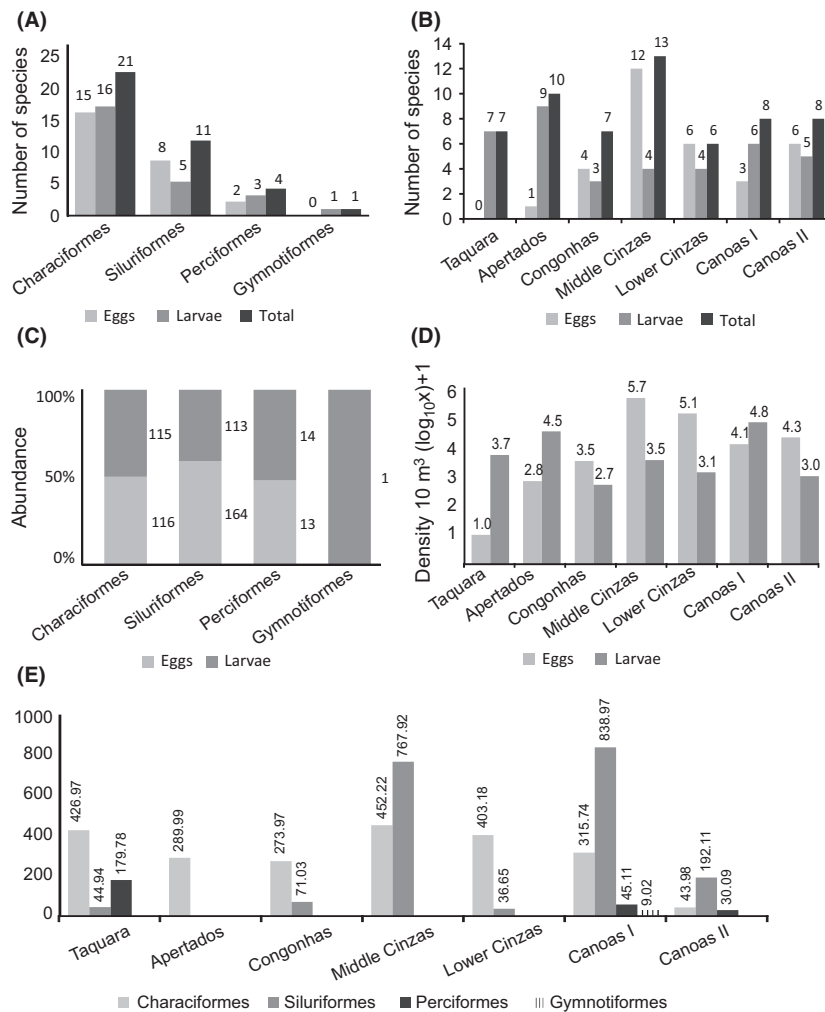 (A)
Number of species
25
20
15
10
5
0
15 16 21
8 5 11
2 3 4
0 1 1
Characiformes
Siluriformes
Perciformes
Gymnotiformes
Eggs Larvae Total
(B)
Number of species
14
12
10
8
6
4
2
0
0 7 7
1 9 10
4 3 7
12 4 13
6 4 6
3 6 8
6 5 8
Taquara
Apertados
Congonhas
Middle Cinzas
Lower Cinzas
Canoas I
Canoas II
Eggs Larvae Total
(C)
Abundance
100%
50%
0%
115
116
113
164
14
13
1
Characiformes
Siluriformes
Perciformes
Gymnotiformes
Eggs Larvae
(D)
Density 10 m³ (log₁₀x)+1
6
5
4
3
2
1
1.0 3.7
2.8 4.5
3.5 2.7
5.7 3.5
5.1 3.1
4.1 4.8
4.3 3.0
Taquara
Apertados
Congonhas
Middle Cinzas
Lower Cinzas
Canoas I
Canoas II
Eggs Larvae
(E)
1000
800
600
400
200
0
426.97
44.94
179.78
289.99
273.97
71.03
452.22
767.92
403.18
36.65
315.74
838.97
45.11
9.02
43.98
192.11
30.09
Taquara
Apertados
Congonhas
Middle Cinzas
Lower Cinzas
Canoas I
Canoas II
Characiformes Siluriformes Perciformes Gymnotiformes